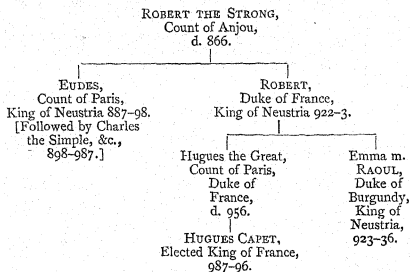 ROBERT THE STRONG,
Count of Anjou,
d. 866.
EUDES,
Count of Paris,
King of Neustria 887-98.
[Followed by Charles
the Simple, &c.,
898-987.]
ROBERT,
Duke of France,
King of Neustria 922-3.
Hugues the Great,
Count of Paris,
Duke of
France,
d. 956.
Emma m.
RAOUL,
Duke of
Burgundy,
King of
Neustria,
923-36.
HUGUES CAPET,
Elected King of France,
987-96.